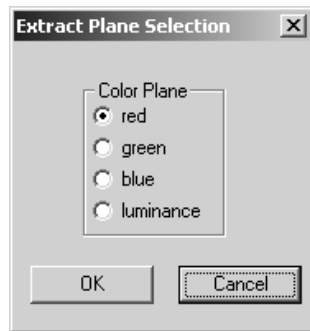 Extract Plane Selection
Color Plane
red
green
blue
luminance
OK Cancel